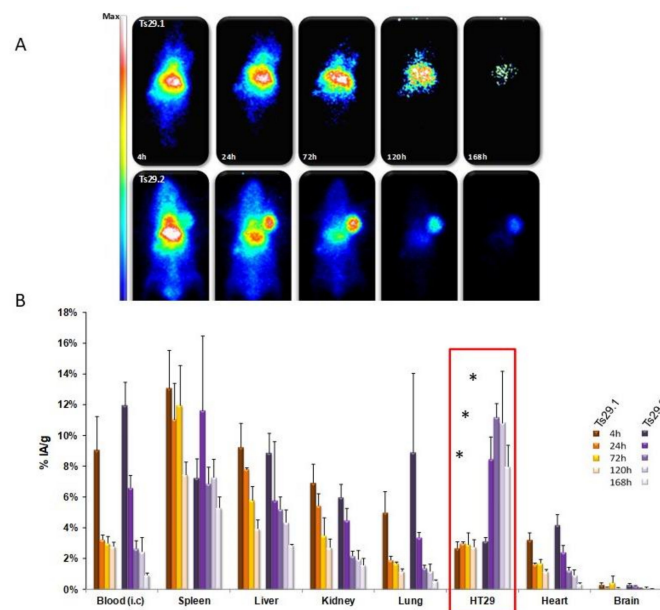 A
Max
Ts29.1
4h
24h
72h
120h
168h
Ts29.2
B
% IA/g
18%
16%
14%
12%
10%
8%
6%
4%
2%
0%
*
*
*
Ts29.1
4h
24h
72h
120h
168h
Blood (i.c)
Spleen
Liver
Kidney
Lung
HT29
Heart
Brain